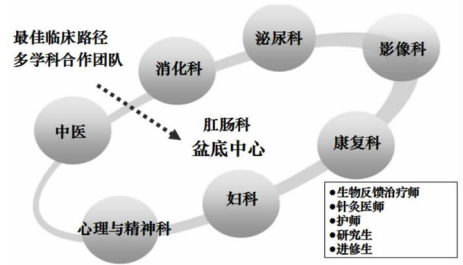 最佳临床路径
多学科合作团队
消化科
泌尿科
影像科
中医
肛肠科
盆底中心
康复科
妇科
心理与精神科
●生物反馈治疗师
●针灸医师
●护师
●研究生
●进修生